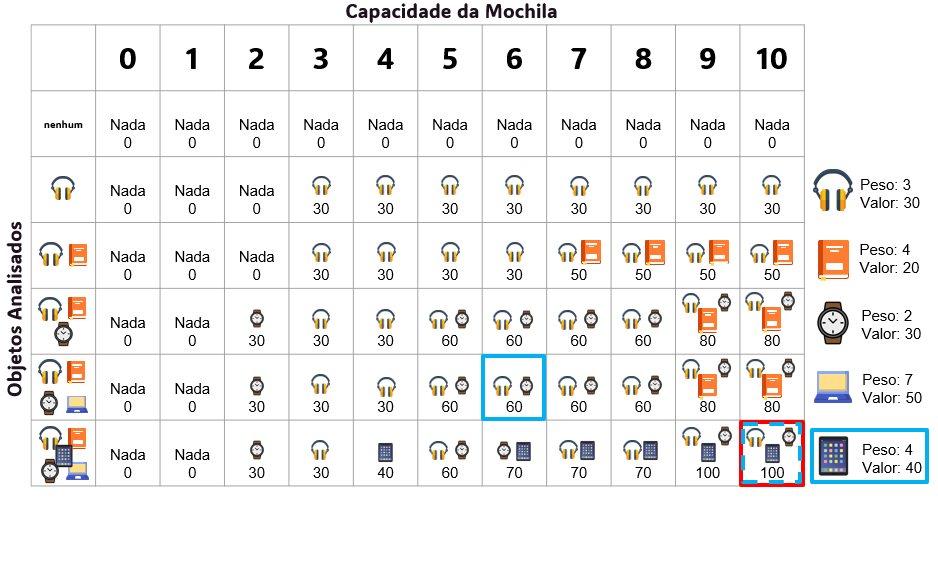 Capacidade da Mochila
0 1 2 3 4 5 6 7 8 9 10
Objetos Analisados
nenhum
Nada Nada Nada Nada Nada Nada Nada Nada Nada Nada Nada
0 0 0 0 0 0 0 0 0 0 0
Nada Nada Nada
0 0 0 30 30 30 30 30 30 30 30
Peso: 3
Valor: 30
Nada Nada Nada
0 0 0 30 30 30 30 50 50 50 50
Peso: 4
Valor: 20
Nada Nada
0 0 30 30 30 60 60 60 60 80 80
Peso: 2
Valor: 30
Nada Nada
0 0 30 30 30 60 60 60 60 80 80
Peso: 7
Valor: 50
Nada Nada
0 0 30 30 40 60 70 70 70 100 100
Peso: 4
Valor: 40